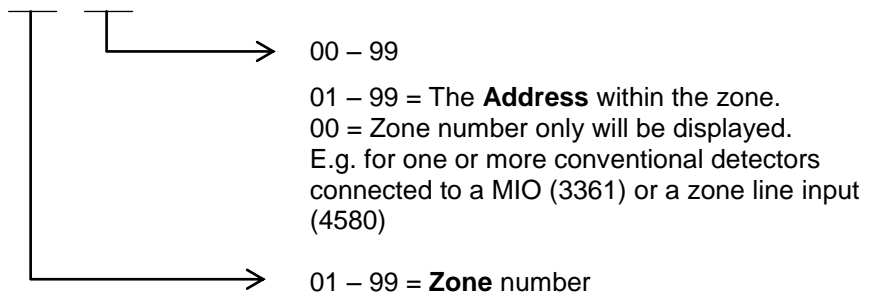 00 – 99
01 – 99 = The Address within the zone.
00 = Zone number only will be displayed.
E.g. for one or more conventional detectors
connected to a MIO (3361) or a zone line input
(4580)
01 – 99 = Zone number